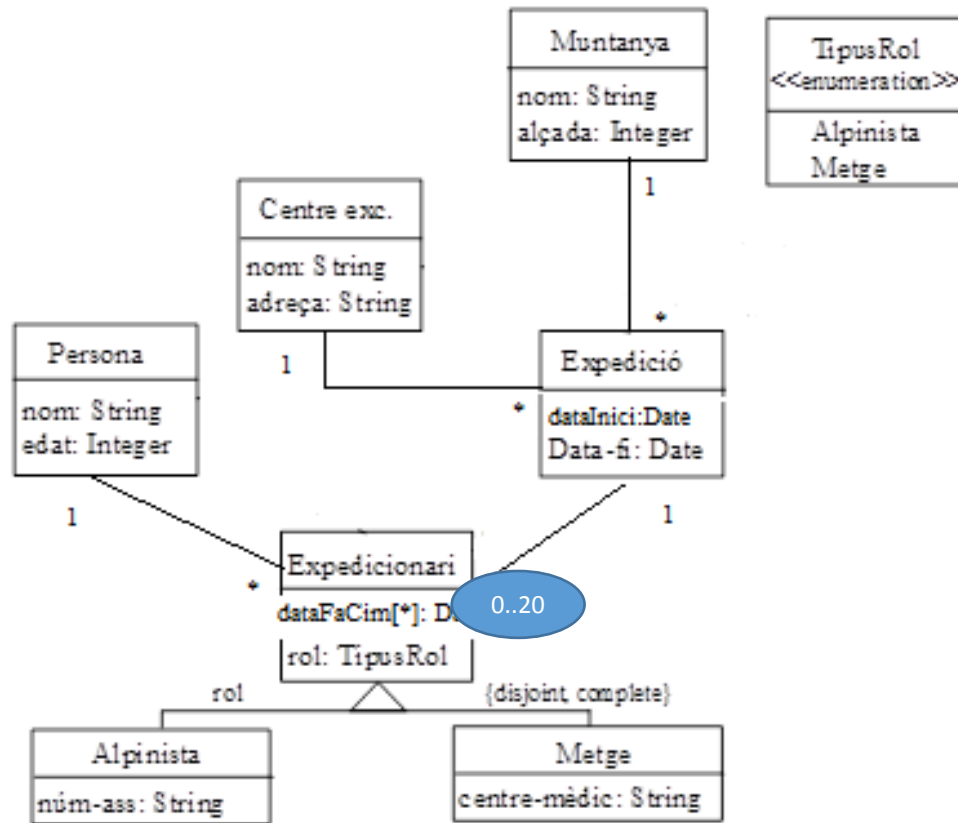 Muntanya
nom: String
alçada: Integer
TipusRol
<<enumeration>>
Alpinista
Metge
1
*
Centre exc.
nom: String
adreça: String
1
*
Expedició
dataInici:Date
Data-fi: Date
1
Persona
nom: String
edat: Integer
1
*
Expedicionari
dataFaCim[*]: D
rol: TipusRol
0..20
rol
{disjoint, complete}
Alpinista
núm-ass: String
Metge
centre-mèdic: String